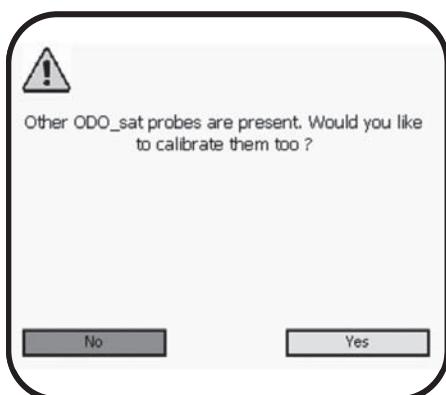 Other ODO_sat probes are present. Would you like
to calibrate them too ?
No
Yes